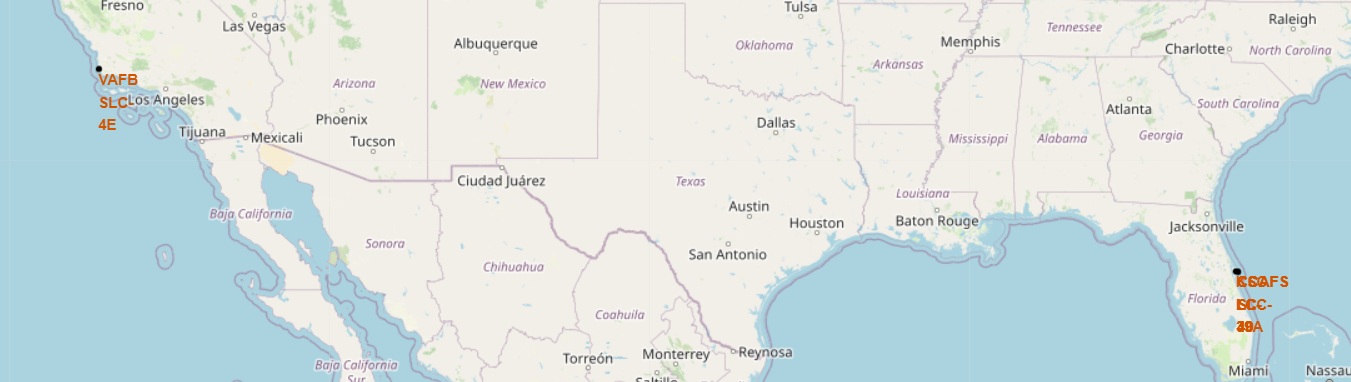 Fresno
Las Vegas
Albuquerque
Tulsa
Oklahoma
Memphis
Tennessee
Raleigh
Charlotte
North Carolina
Arkansas
VAFB
SLC-
4E
Los Angeles
Arizona
New Mexico
Phoenix
Dallas
Atlanta
South Carolina
Tijuana
Mexicali
Tucson
Mississippi
Alabama
Georgia
Ciudad Juárez
Texas
Louisiana
Baja California
Austin
Houston
Baton Rouge
Jacksonville
Sonora
San Antonio
Chihuahua
Florida
Coahuila
Torreón
Monterrey
Reynosa
Baja California
Sur
Saltillo
Miami
Nassau